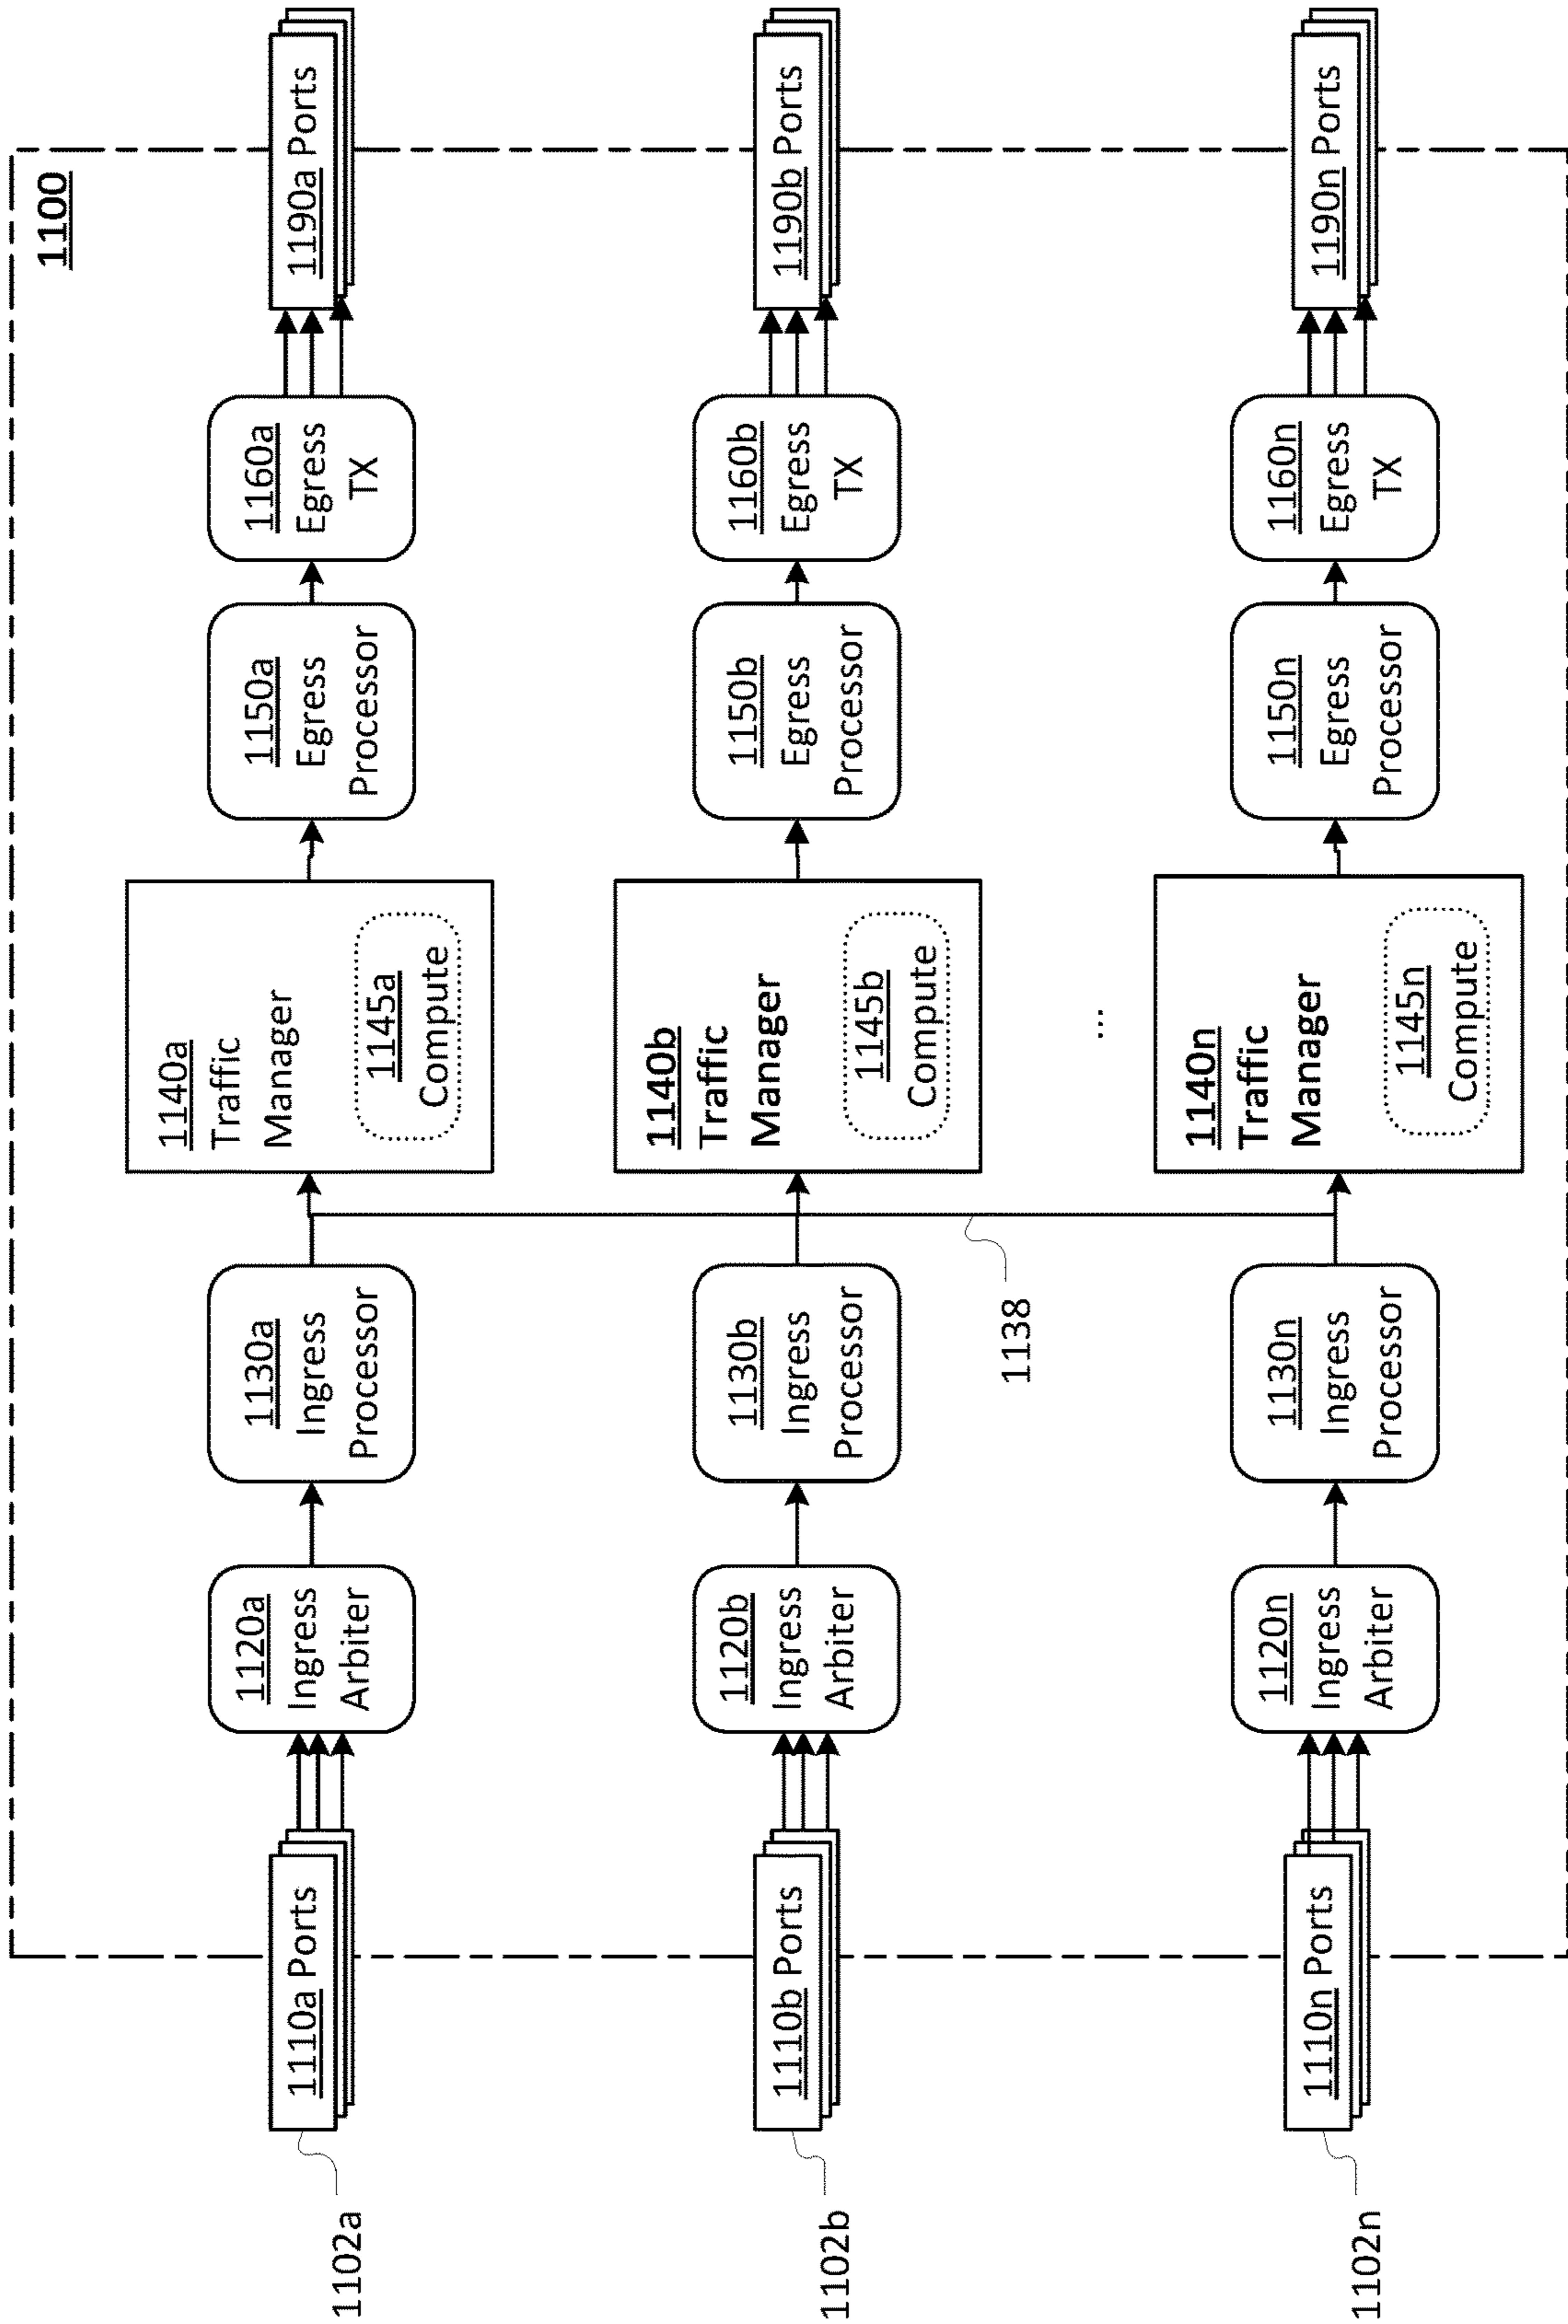 1100
1102a
1110a Ports
1120a
Ingress
Arbiter
1130a
Ingress
Processor
1140a
Traffic
Manager
1145a
Compute
1150a
Egress
Processor
1160a
Egress
TX
1190a Ports
1102b
1110b Ports
1120b
Ingress
Arbiter
1130b
Ingress
Processor
1140b
Traffic
Manager
1145b
Compute
1150b
Egress
Processor
1160b
Egress
TX
1190b Ports
1138
...
1102n
1110n Ports
1120n
Ingress
Arbiter
1130n
Ingress
Processor
1140n
Traffic
Manager
1145n
Compute
1150n
Egress
Processor
1160n
Egress
TX
1190n Ports